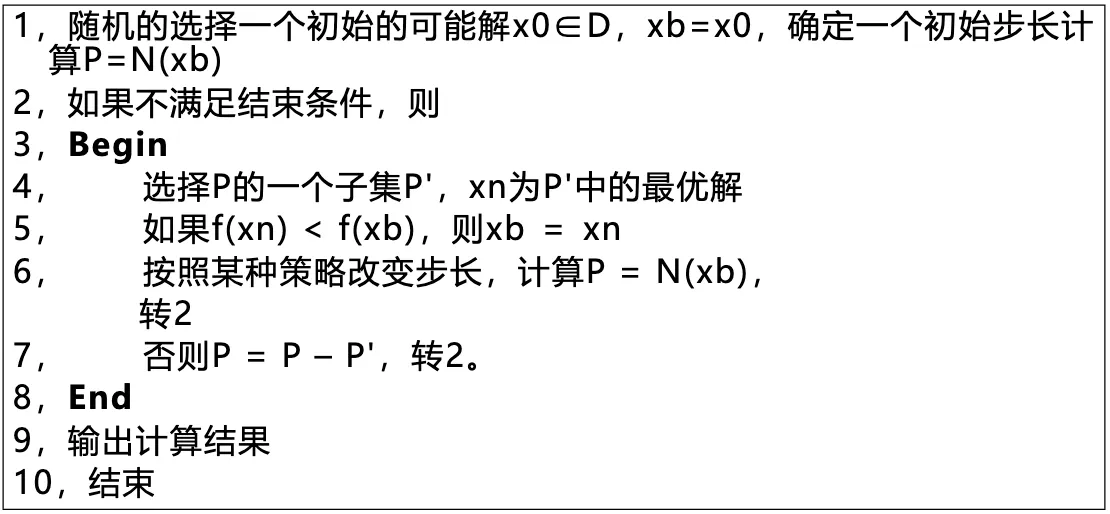 1，随机的选择一个初始的可能解x0∈D，xb=x0，确定一个初始步长计
算P=N(xb)
2，如果不满足结束条件，则
3，Begin
4， 选择P的一个子集P'，xn为P'中的最优解
5， 如果f(xn) < f(xb)，则xb = xn
6， 按照某种策略改变步长，计算P = N(xb)，
转2
7， 否则P = P – P'，转2。
8，End
9，输出计算结果
10，结束